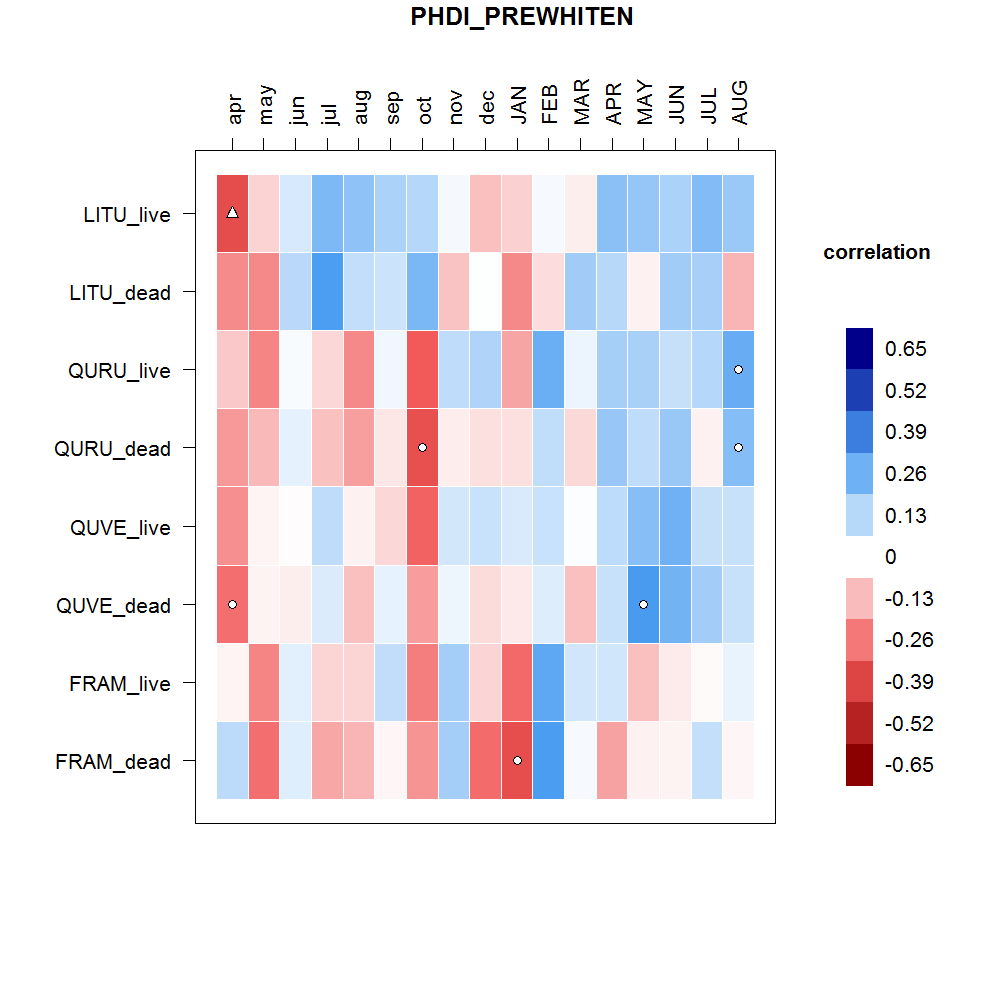 PHDI_PREWHITEN
apr may jun jul aug sep oct nov dec JAN FEB MAR APR MAY JUN JUL AUG
LITU_live
LITU_dead
QURU_live
QURU_dead
QUVE_live
QUVE_dead
FRAM_live
FRAM_dead
correlation
0.65
0.52
0.39
0.26
0.13
0
-0.13
-0.26
-0.39
-0.52
-0.65